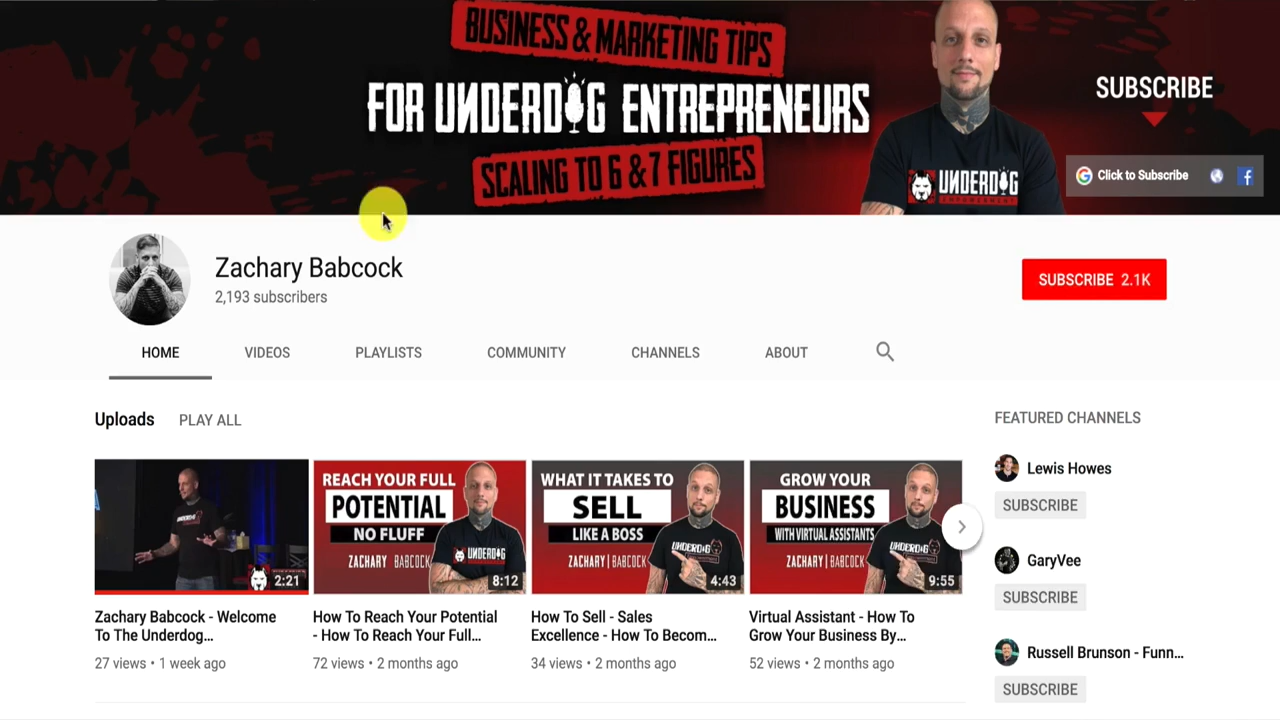 BUSINESS & MARKETING TIPS
FOR UNDERDOG ENTREPRENEURS
SCALING TO 6 & 7 FIGURES
SUBSCRIBE
UNDERDOG
EMPOWERMENT
Click to Subscribe
Zachary Babcock
2,193 subscribers
SUBSCRIBE 2.1K
HOME VIDEOS PLAYLISTS COMMUNITY CHANNELS ABOUT
Uploads PLAY ALL
2:21
REACH YOUR FULL
POTENTIAL
NO FLUFF
ZACHARY BABCOCK
UNDERDOG
8:12
WHAT IT TAKES TO
SELL
LIKE A BOSS
ZACHARY | BABCOCK
UNDERDOG
4:43
GROW YOUR
BUSINESS
WITH VIRTUAL ASSISTANTS
ZACHARY | BABCOCK
UNDERDOG
9:55
Zachary Babcock - Welcome
To The Underdog...
27 views • 1 week ago
How To Reach Your Potential
- How To Reach Your Full...
72 views • 2 months ago
How To Sell - Sales
Excellence - How To Becom...
34 views • 2 months ago
Virtual Assistant - How To
Grow Your Business By...
52 views • 2 months ago
FEATURED CHANNELS
Lewis Howes
SUBSCRIBE
GaryVee
SUBSCRIBE
Russell Brunson - Funn...
SUBSCRIBE